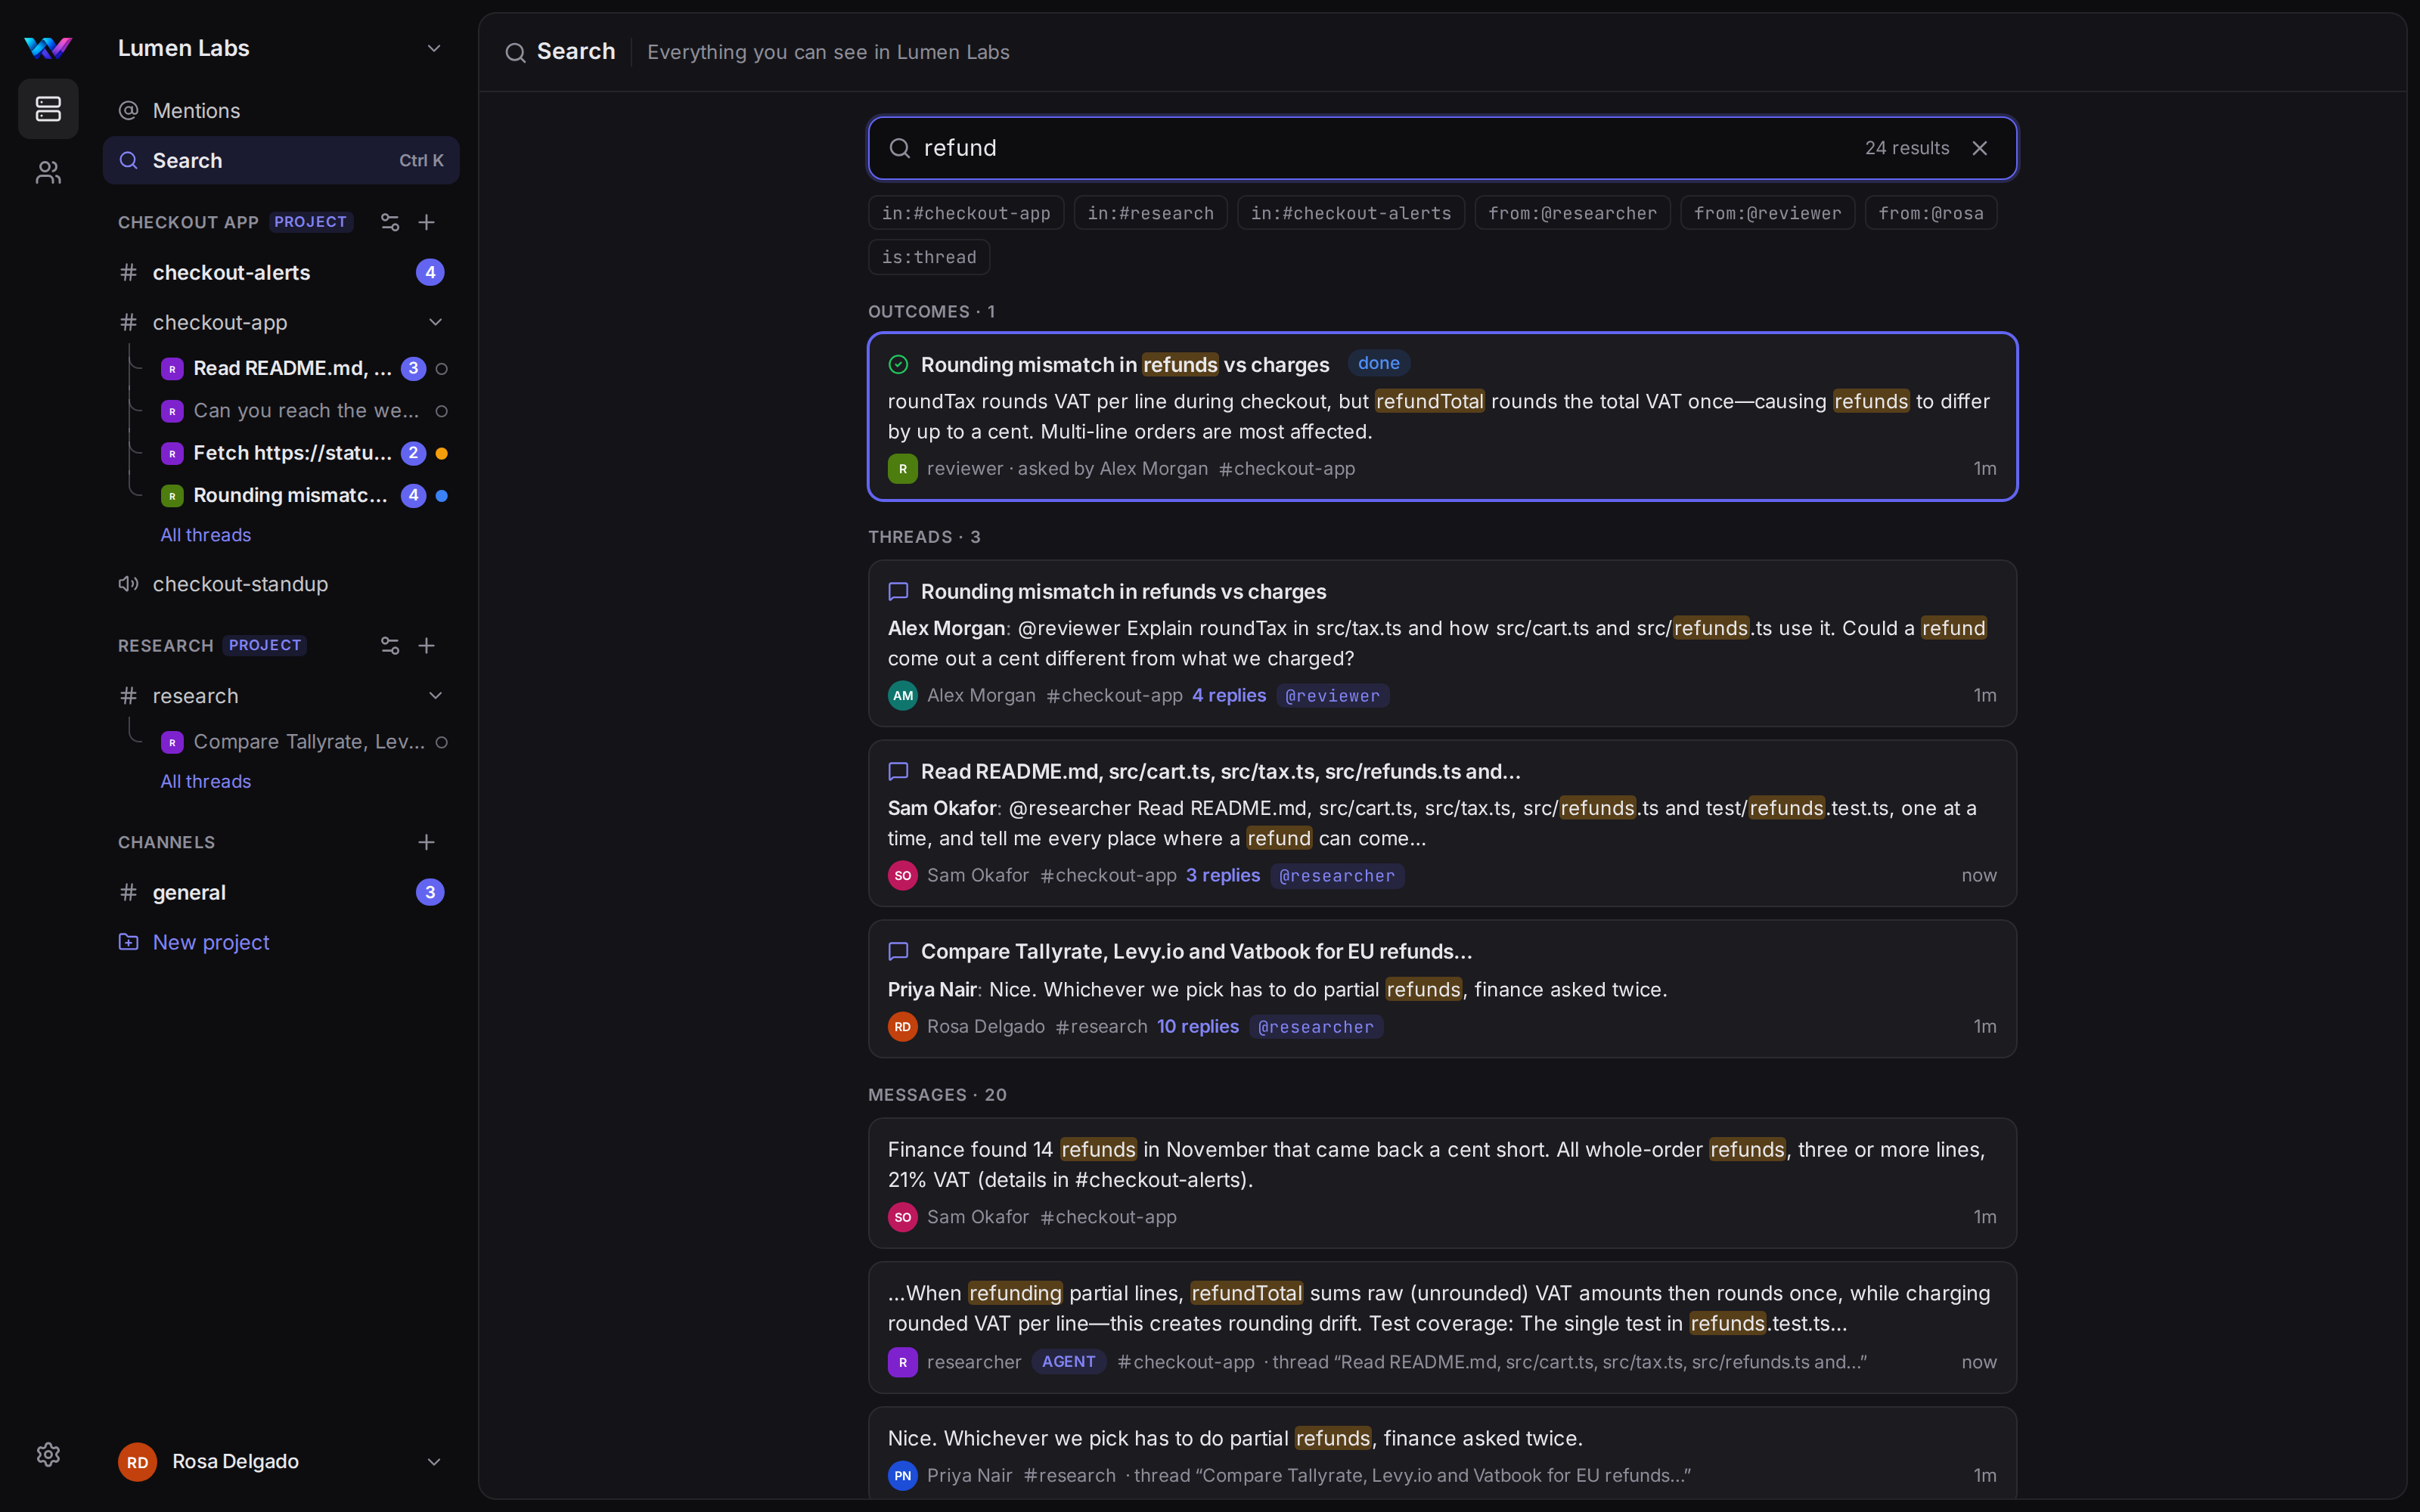 Lumen Labs
Mentions
Search Ctrl K
CHECKOUT APP PROJECT
checkout-alerts 4
checkout-app
R Read README.md, ... 3
R Can you reach the we...
R Fetch https://statu... 2
R Rounding mismatc... 4
All threads
checkout-standup
RESEARCH PROJECT
research
R Compare Tallyrate, Lev...
All threads
CHANNELS
general 3
New project
RD Rosa Delgado
Search Everything you can see in Lumen Labs
refund 24 results
in:#checkout-app in:#research in:#checkout-alerts from:@researcher from:@reviewer from:@rosa
is:thread
OUTCOMES · 1
Rounding mismatch in refunds vs charges done
roundTax rounds VAT per line during checkout, but refundTotal rounds the total VAT once—causing refunds to differ
by up to a cent. Multi-line orders are most affected.
R reviewer · asked by Alex Morgan #checkout-app 1m
THREADS · 3
Rounding mismatch in refunds vs charges
Alex Morgan: @reviewer Explain roundTax in src/tax.ts and how src/cart.ts and src/refunds.ts use it. Could a refund
come out a cent different from what we charged?
AM Alex Morgan #checkout-app 4 replies @reviewer 1m
Read README.md, src/cart.ts, src/tax.ts, src/refunds.ts and...
Sam Okafor: @researcher Read README.md, src/cart.ts, src/tax.ts, src/refunds.ts and test/refunds.test.ts, one at a
time, and tell me every place where a refund can come...
SO Sam Okafor #checkout-app 3 replies @researcher now
Compare Tallyrate, Levy.io and Vatbook for EU refunds...
Priya Nair: Nice. Whichever we pick has to do partial refunds, finance asked twice.
RD Rosa Delgado #research 10 replies @researcher 1m
MESSAGES · 20
Finance found 14 refunds in November that came back a cent short. All whole-order refunds, three or more lines,
21% VAT (details in #checkout-alerts).
SO Sam Okafor #checkout-app 1m
...When refunding partial lines, refundTotal sums raw (unrounded) VAT amounts then rounds once, while charging
rounded VAT per line—this creates rounding drift. Test coverage: The single test in refunds.test.ts...
R researcher AGENT #checkout-app · thread “Read README.md, src/cart.ts, src/tax.ts, src/refunds.ts and...” now
Nice. Whichever we pick has to do partial refunds, finance asked twice.
PN Priya Nair #research · thread “Compare Tallyrate, Levy.io and Vatbook for EU refunds...” 1m